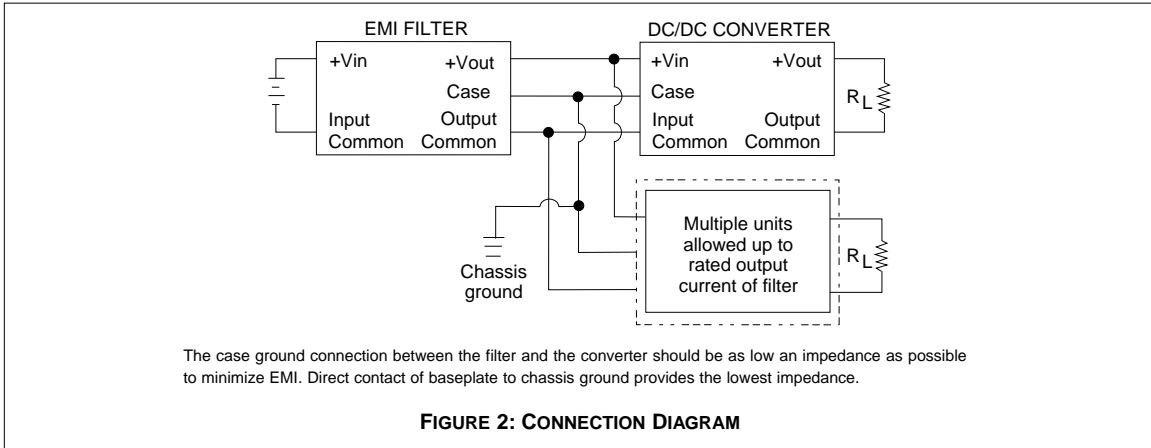 EMI FILTER
DC/DC CONVERTER
+Vin
+Vout
Case
Input
Common
Output
Common
+Vin
+Vout
Case
Input
Common
Output
Common
RL
Multiple units
allowed up to
rated output
current of filter
RL
Chassis
ground
The case ground connection between the filter and the converter should be as low an impedance as possible
to minimize EMI. Direct contact of baseplate to chassis ground provides the lowest impedance.
FIGURE 2: CONNECTION DIAGRAM